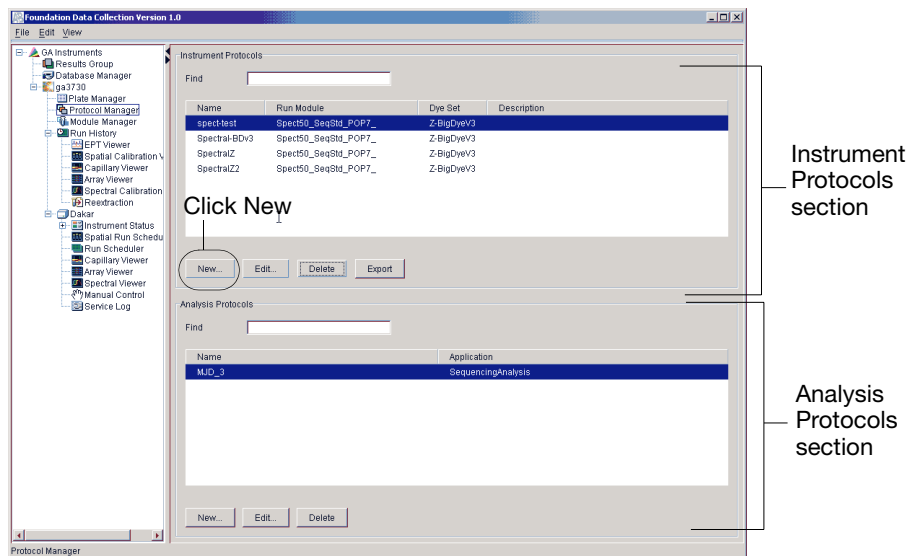 Foundation Data Collection Version 1.0
File Edit View
GA Instruments
Results Group
Database Manager
ga3730
Plate Manager
Protocol Manager
Module Manager
Run History
EPT Viewer
Spatial Calibration V
Capillary Viewer
Array Viewer
Spectral Calibration
Reextraction
Dakar
Instrument Status
Spatial Run Schedu
Run Scheduler
Capillary Viewer
Array Viewer
Spectral Viewer
Manual Control
Service Log
Instrument Protocols
Find
Name Run Module Dye Set Description
spect-test Spect50_SeqStd_POP7_ Z-BigDyeV3
Spectral-BDv3 Spect50_SeqStd_POP7_ Z-BigDyeV3
SpectralZ Spect50_SeqStd_POP7_ Z-BigDyeV3
SpectralZ2 Spect50_SeqStd_POP7_ Z-BigDyeV3
Click New
New... Edit... Delete Export
Analysis Protocols
Find
Name Application
MJD_3 SequencingAnalysis
New... Edit... Delete
Protocol Manager
Instrument
Protocols
section
Analysis
Protocols
section